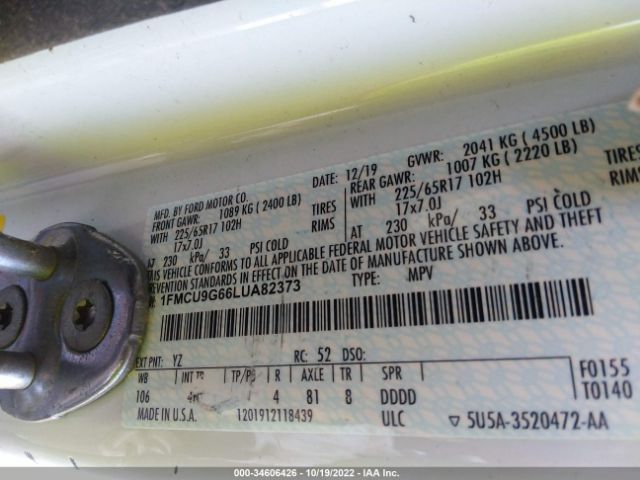 MFD. BY FORD MOTOR CO.
DATE: 12/19 GVWR: 2041 KG ( 4500 LB)
FRONT GAWR: 1089 KG ( 2400 LB)
REAR GAWR: 1007 KG ( 2220 LB)
WITH 225/65R17 102H TIRES
WITH 225/65R17 102H TIRES
17x7.0J RIMS
17x7.0J RIMS
AT 230 kPa/ 33 PSI COLD
AT 230 kPa/ 33 PSI COLD
THIS VEHICLE CONFORMS TO ALL APPLICABLE FEDERAL MOTOR VEHICLE SAFETY AND THEFT
PREVENTION STANDARDS IN EFFECT ON THE DATE OF MANUFACTURE SHOWN ABOVE.
1FMCU9G66LUA82373 TYPE: MPV
EXT PNT: YZ RC: 52 DSO:
WB INT TR TP/PS R AXLE TR SPR
106 4 81 8 DDDD
F0155
T0140
MADE IN U.S.A. 1201912118439 ULC ▽ 5U5A-3520472-AA
000-34606426 - 10/19/2022 - IAA Inc.